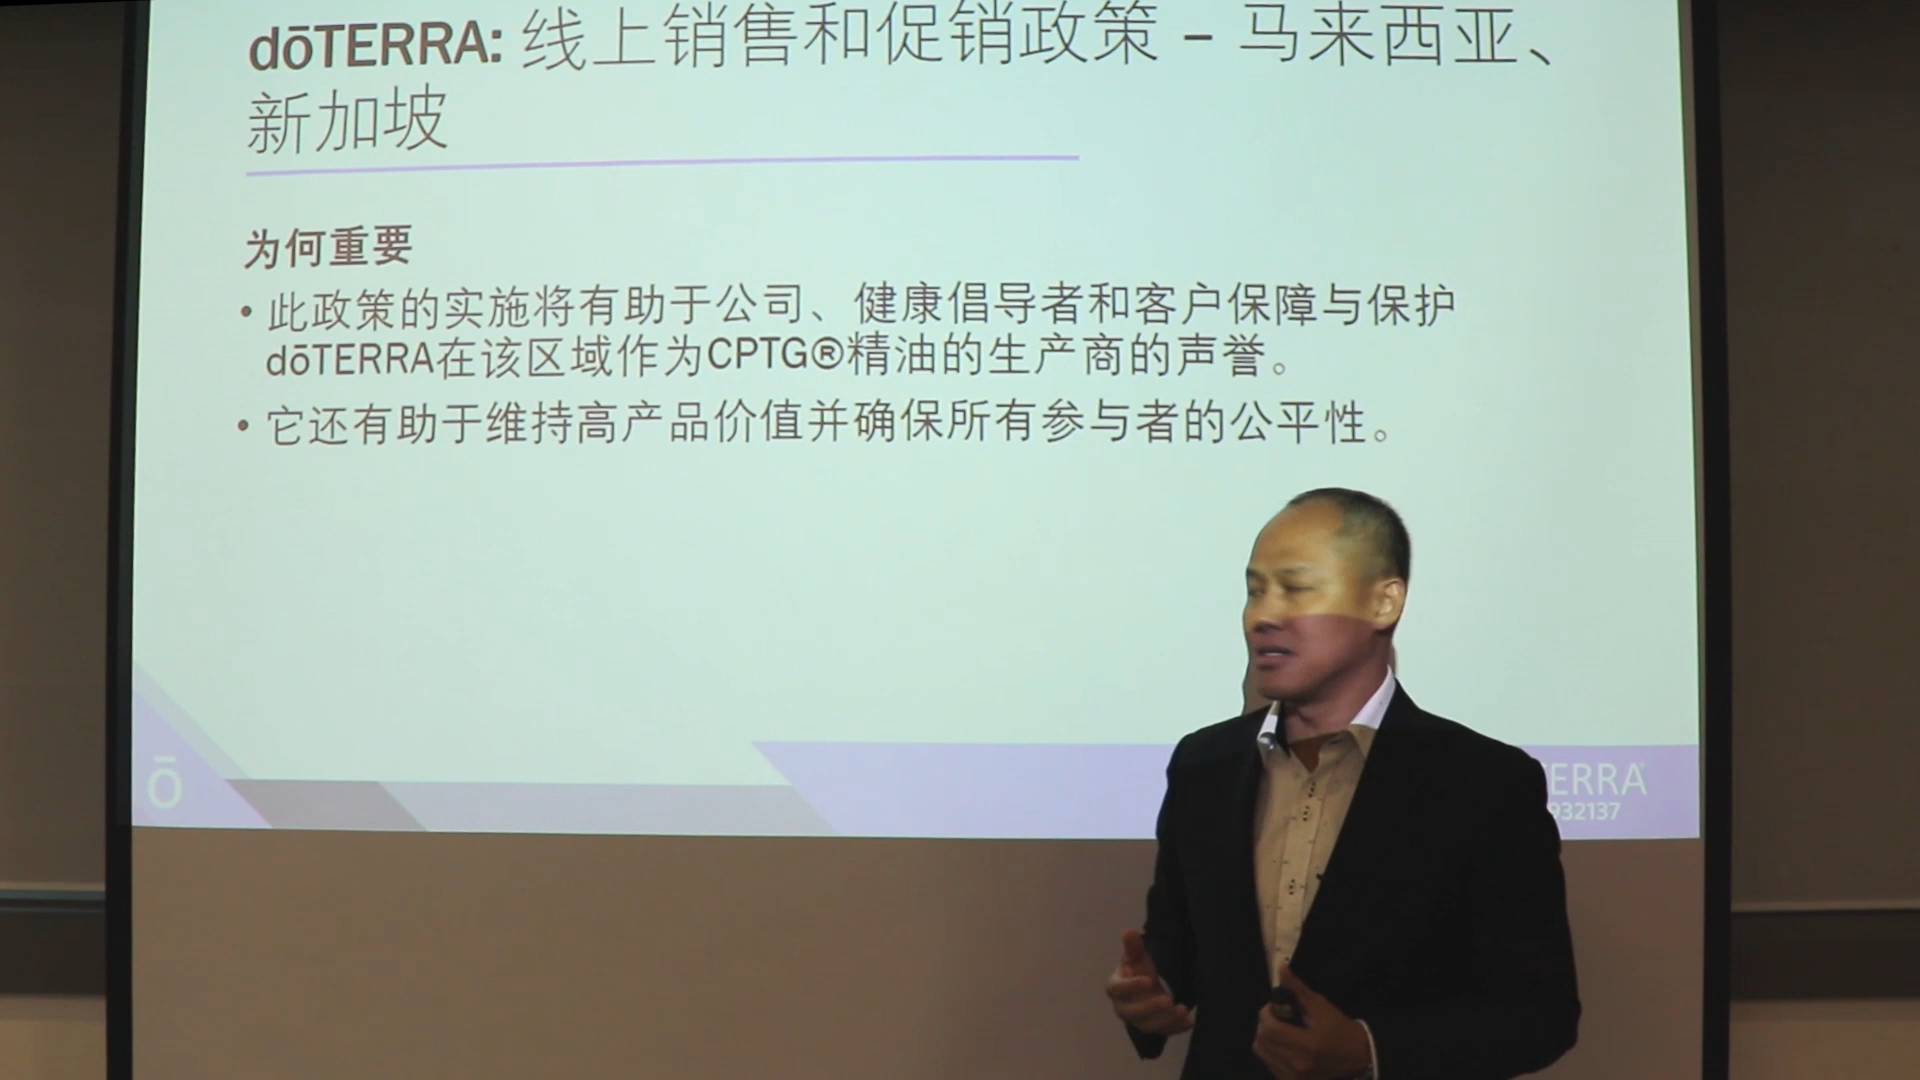 dōTERRA: 线上销售和促销政策 – 马来西亚、
新加坡
为何重要
• 此政策的实施将有助于公司、健康倡导者和客户保障与保护
dōTERRA在该区域作为CPTG®精油的生产商的声誉。
• 它还有助于维持高产品价值并确保所有参与者的公平性。
ō
TERRA
932137